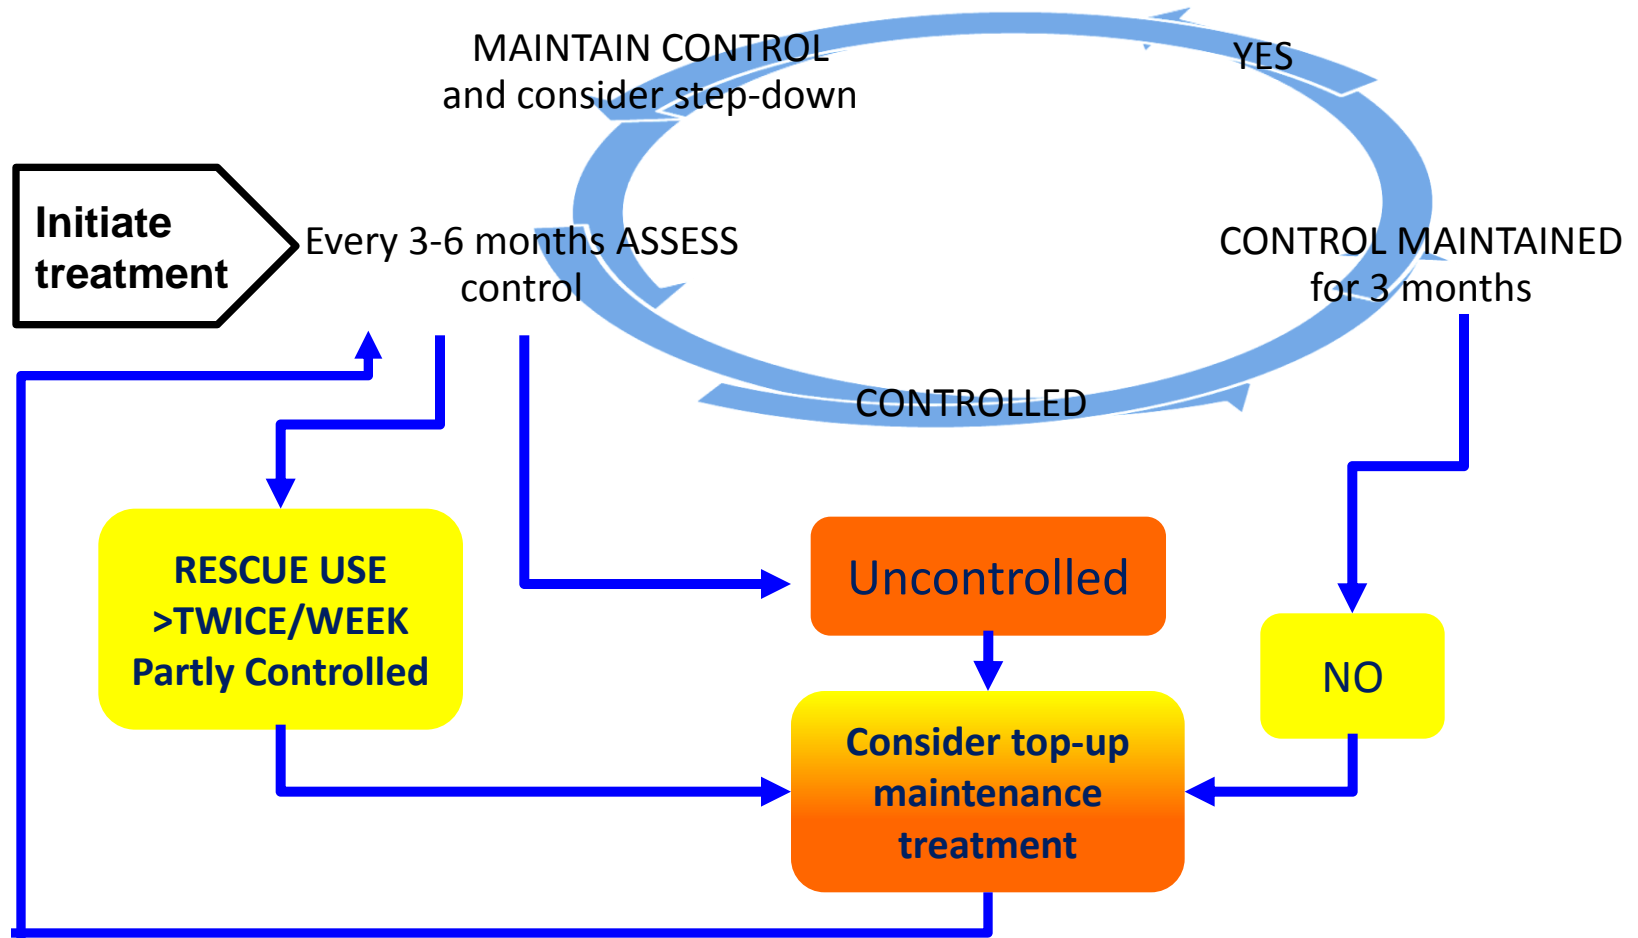 MAINTAIN CONTROL
and consider step-down
YES
Initiate
treatment
Every 3-6 months ASSESS
control
CONTROL MAINTAINED
for 3 months
CONTROLLED
RESCUE USE
>TWICE/WEEK
Partly Controlled
Uncontrolled
NO
Consider top-up
maintenance
treatment